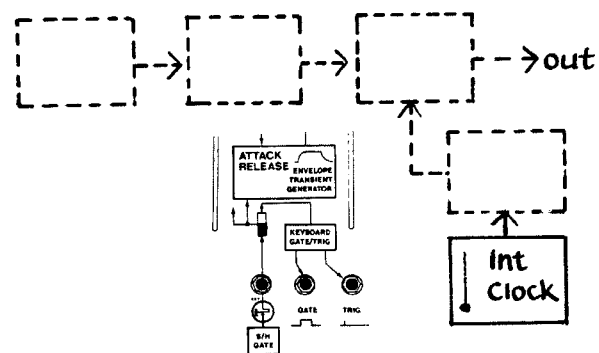 out
ATTACK
RELEASE
ENVELOPE
TRANSIENT
GENERATOR
KEYBOARD
GATE/TRIG
Int
Clock
GATE
TRIG
S/H
GATE